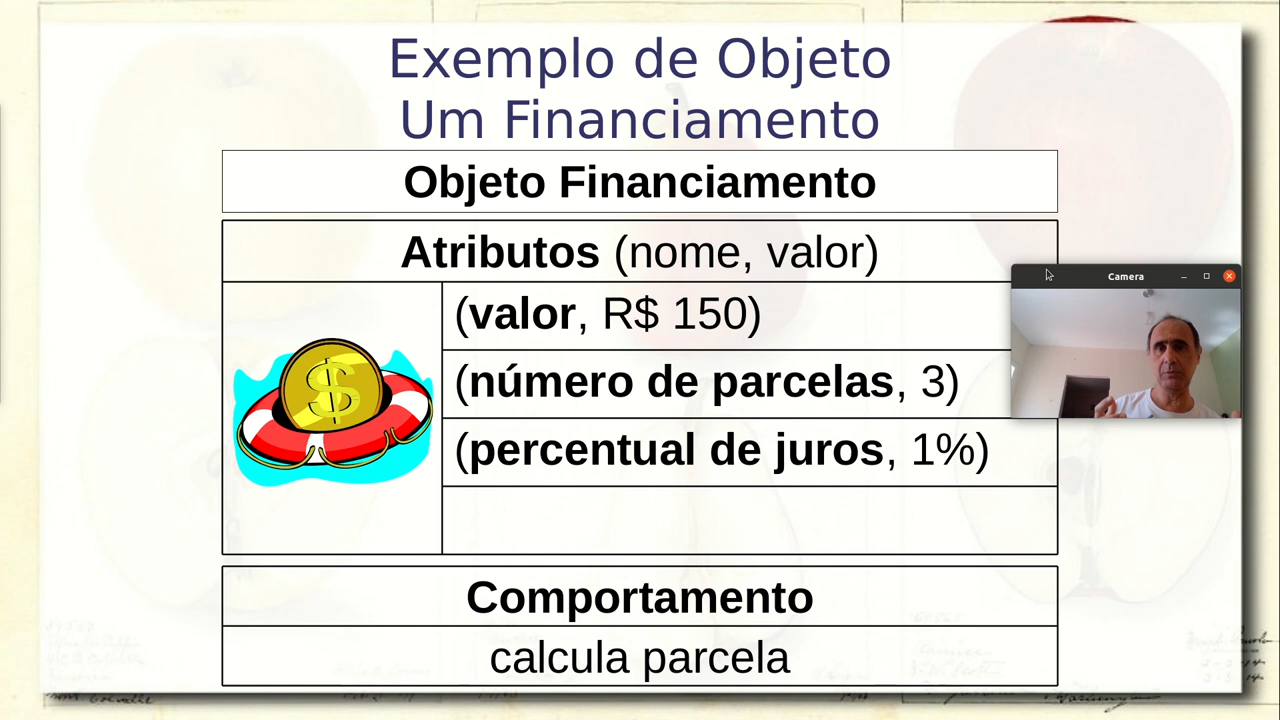 Exemplo de Objeto
Um Financiamento
Objeto Financiamento
Atributos (nome, valor)
(valor, R$ 150)
(número de parcelas, 3)
(percentual de juros, 1%)
Comportamento
calcula parcela
Camera